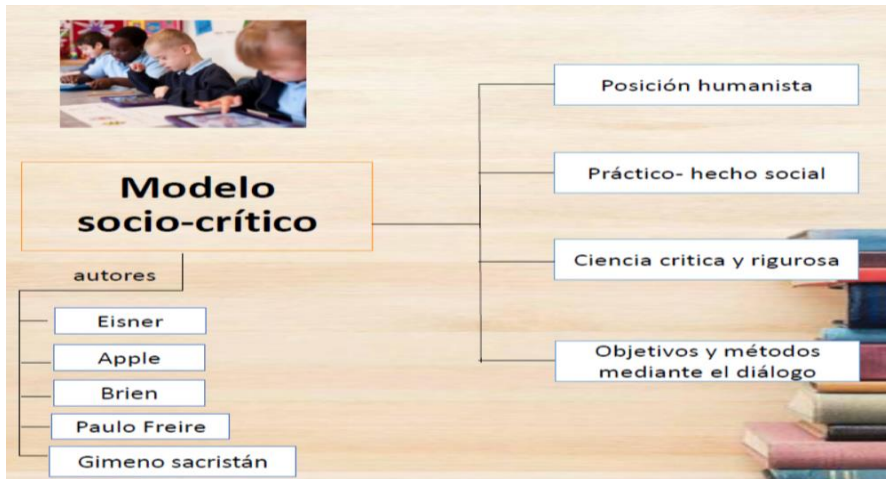 Modelo
socio-crítico
autores
Eisner
Apple
Brien
Paulo Freire
Gimeno sacristán
Posición humanista
Práctico- hecho social
Ciencia critica y rigurosa
Objetivos y métodos
mediante el diálogo